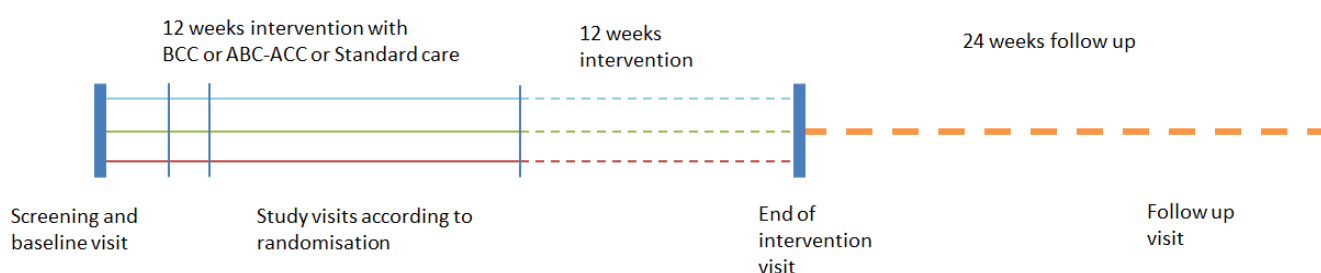 12 weeks intervention with
BCC or ABC-ACC or Standard care
12 weeks
intervention
24 weeks follow up
Screening and
baseline visit
Study visits according to
randomisation
End of
intervention
visit
Follow up
visit